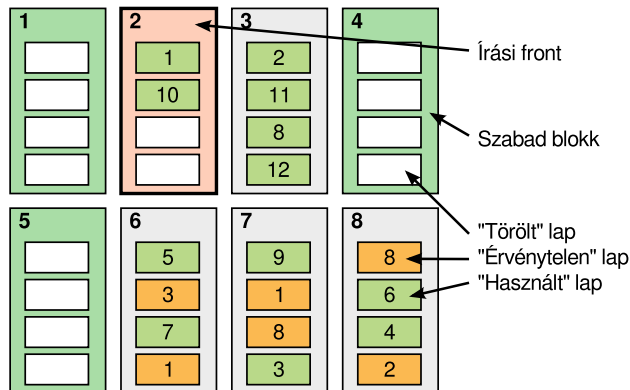 1 2 3 4
1 2
10 11
8
12
Írási front
Szabad blokk
"Törölt" lap
"Érvénytelen" lap
"Használt" lap
5 6 7 8
5 9 8
3 1 6
7 8 4
1 3 2